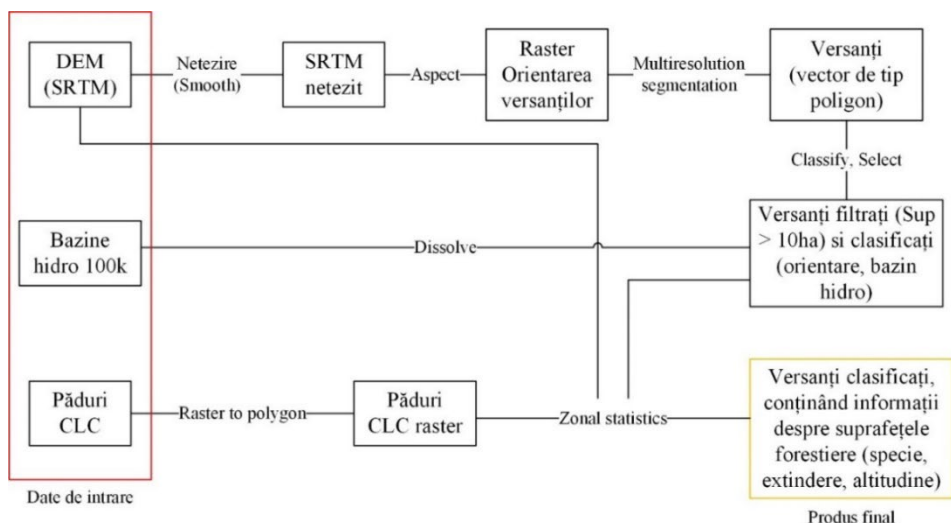 DEM
(SRTM)
Netezire
(Smooth)
SRTM
netezit
Aspect
Raster
Orientarea
versanților
Multiresolution
segmentation
Versanți
(vector de tip
poligon)
Classify, Select
Bazine
hidro 100k
Dissolve
Versanți filtrați (Sup
> 10ha) si clasificați
(orientare, bazin
hidro)
Păduri
CLC
Raster to polygon
Păduri
CLC raster
Zonal statistics
Versanți clasificați,
conținând informații
despre suprafețele
forestiere (specie,
extindere, altitudine)
Date de intrare
Produs final